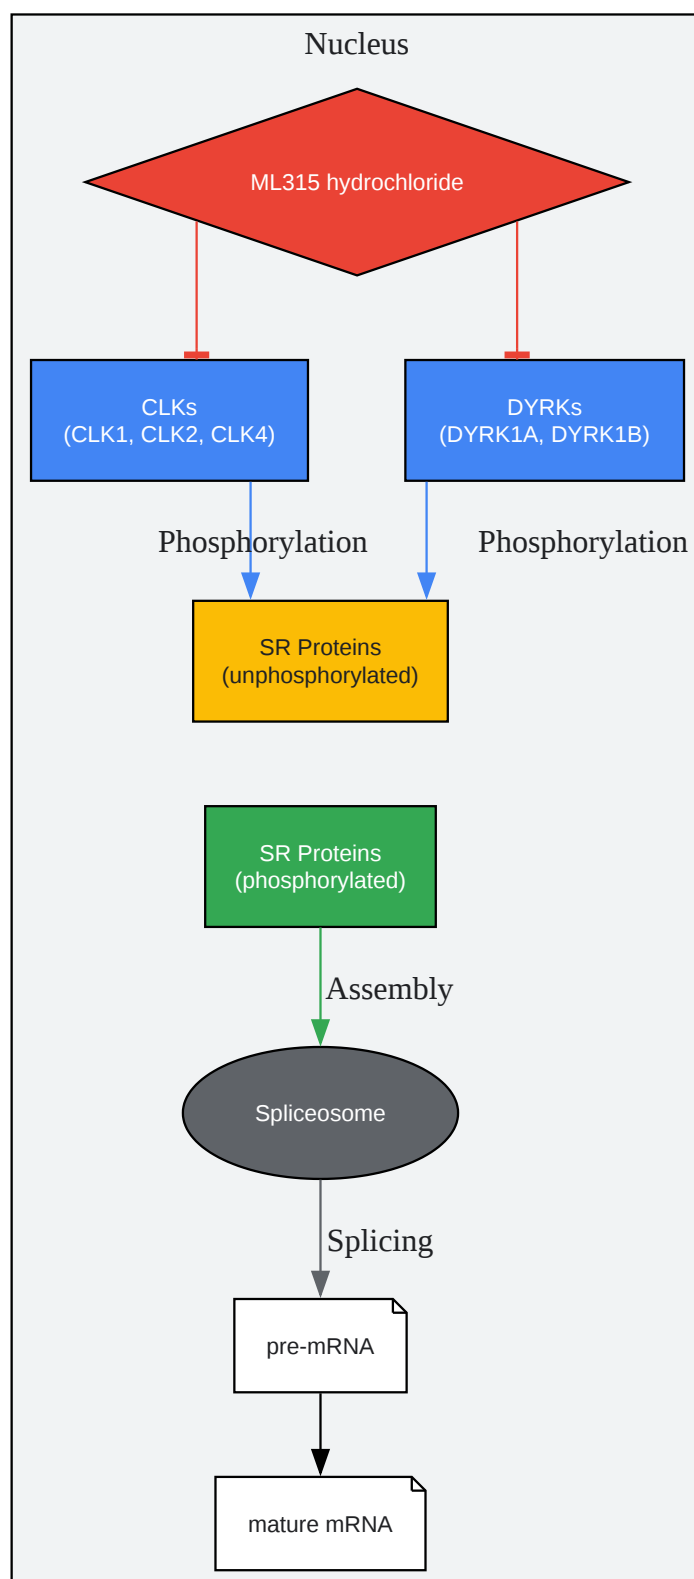 Nucleus
ML315 hydrochloride
CLKs
(CLK1, CLK2, CLK4)
DYRKs
(DYRK1A, DYRK1B)
Phosphorylation
Phosphorylation
SR Proteins
(unphosphorylated)
SR Proteins
(phosphorylated)
Assembly
Spliceosome
Splicing
pre-mRNA
mature mRNA